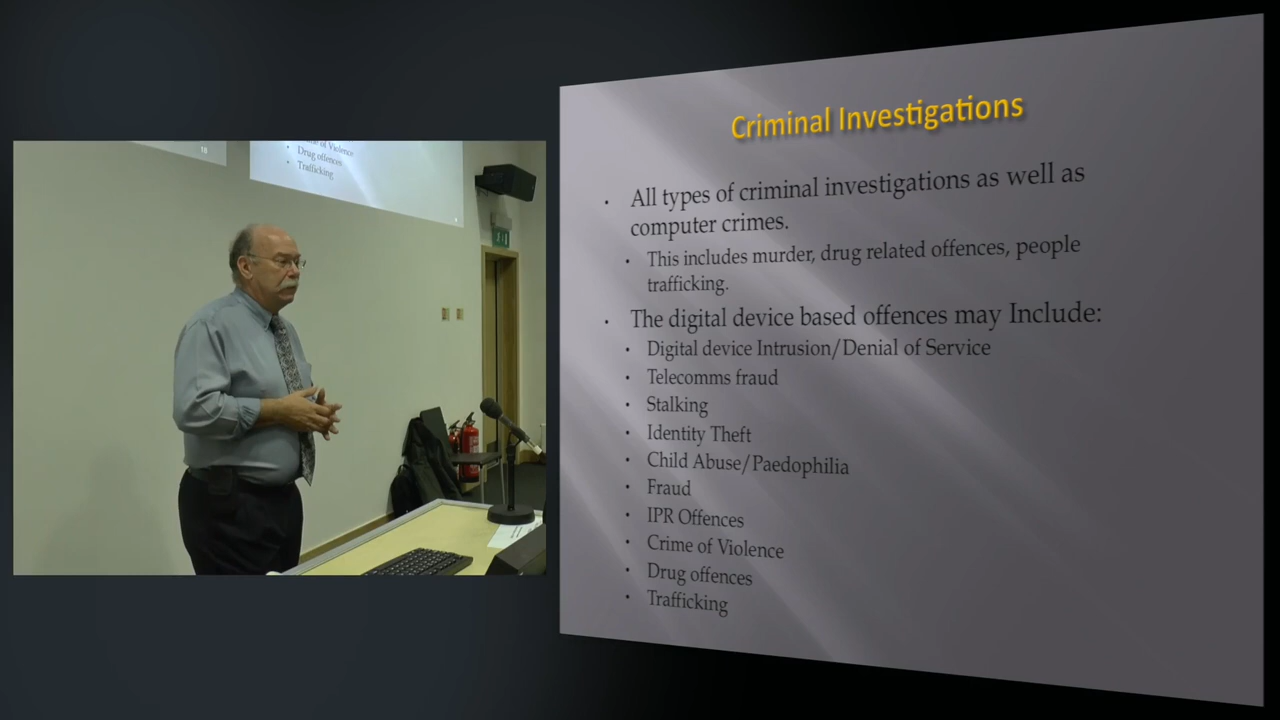 of Violence
Drug offences
Trafficking
Criminal Investigations
All types of criminal investigations as well as
computer crimes.
This includes murder, drug related offences, people
trafficking.
The digital device based offences may Include:
Digital device Intrusion/Denial of Service
Telecomms fraud
Stalking
Identity Theft
Child Abuse/Paedophilia
Fraud
IPR Offences
Crime of Violence
Drug offences
Trafficking